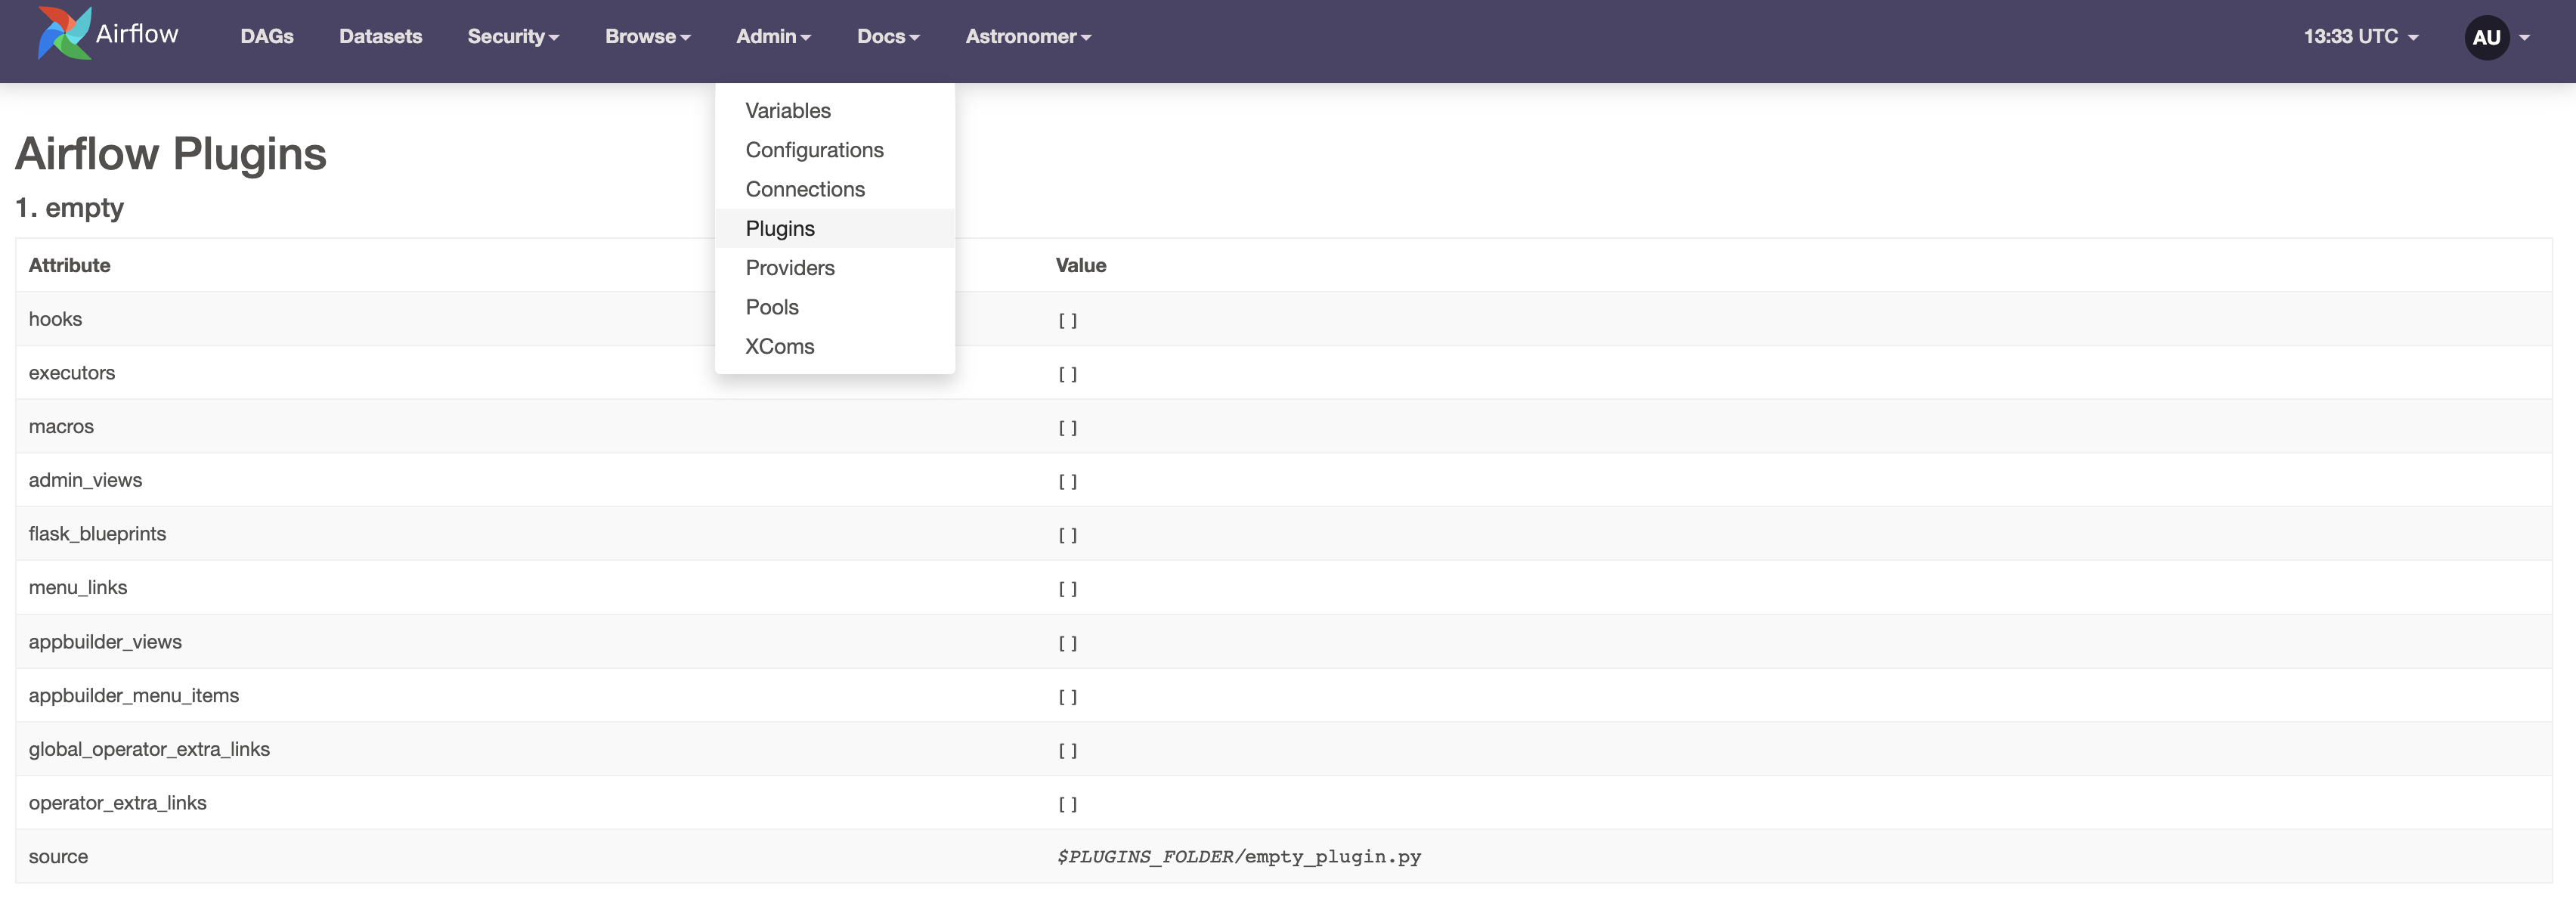 Airflow DAGs Datasets Security Browse Admin Docs Astronomer 13:33 UTC AU
Variables
Configurations
Connections
Plugins
Providers
Pools
XComs
Airflow Plugins
1. empty
Attribute Value
hooks []
executors []
macros []
admin_views []
flask_blueprints []
menu_links []
appbuilder_views []
appbuilder_menu_items []
global_operator_extra_links []
operator_extra_links []
source $PLUGINS_FOLDER/empty_plugin.py